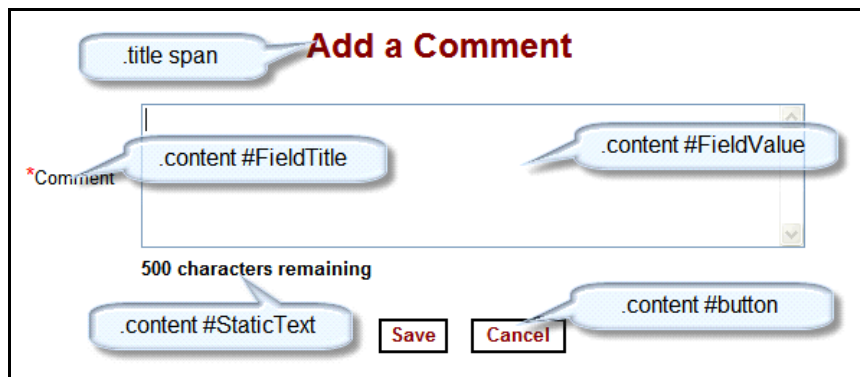 Add a Comment
.title span
.content #FieldTitle
.content #FieldValue
*Comment
500 characters remaining
.content #StaticText
.content #button
Save
Cancel